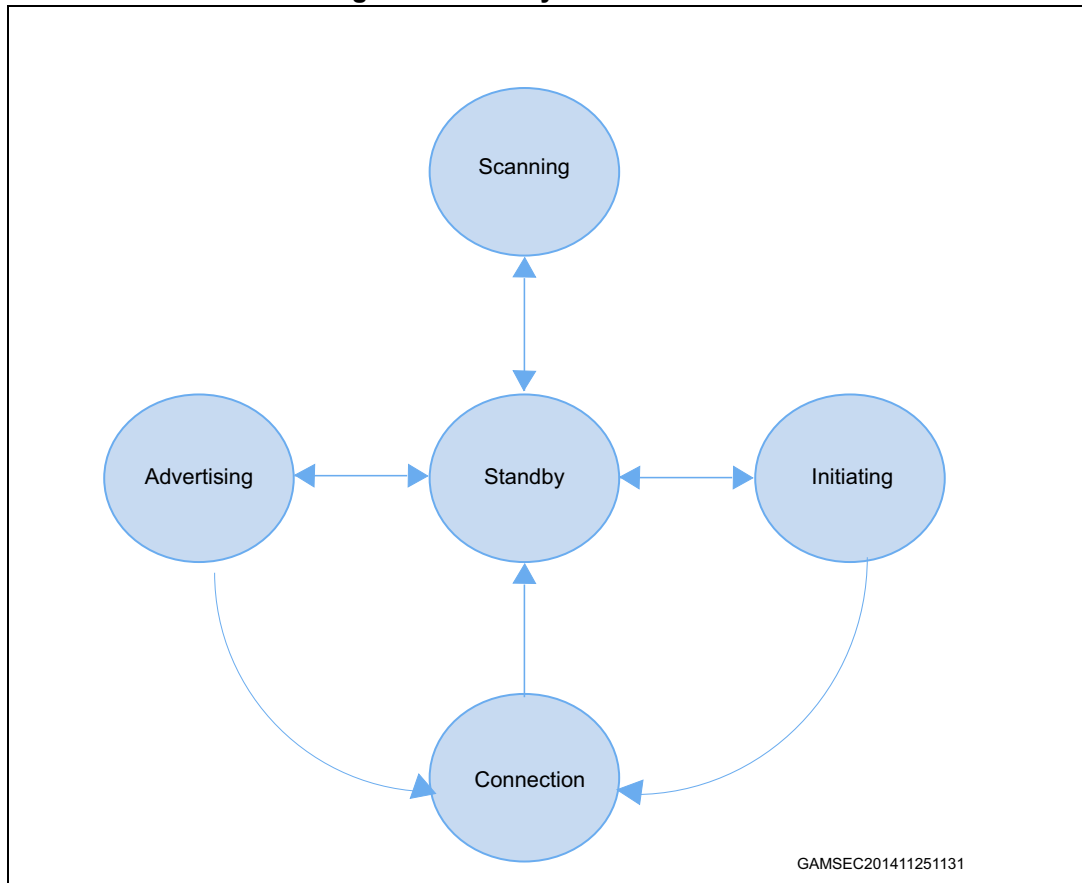 Scanning
Advertising
Standby
Initiating
Connection
GAMSEC201411251131